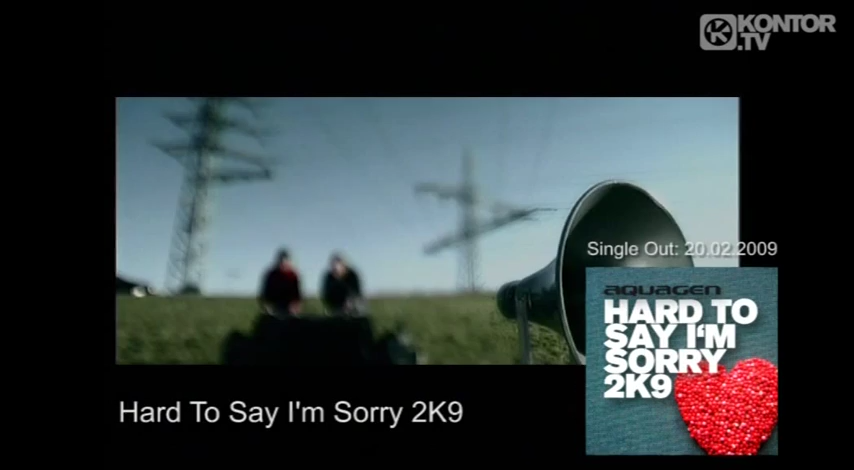 KONTOR
.TV
Single Out: 20.02.2009
AQUAGEN
HARD TO
SAY I'M
SORRY
2K9
Hard To Say I'm Sorry 2K9